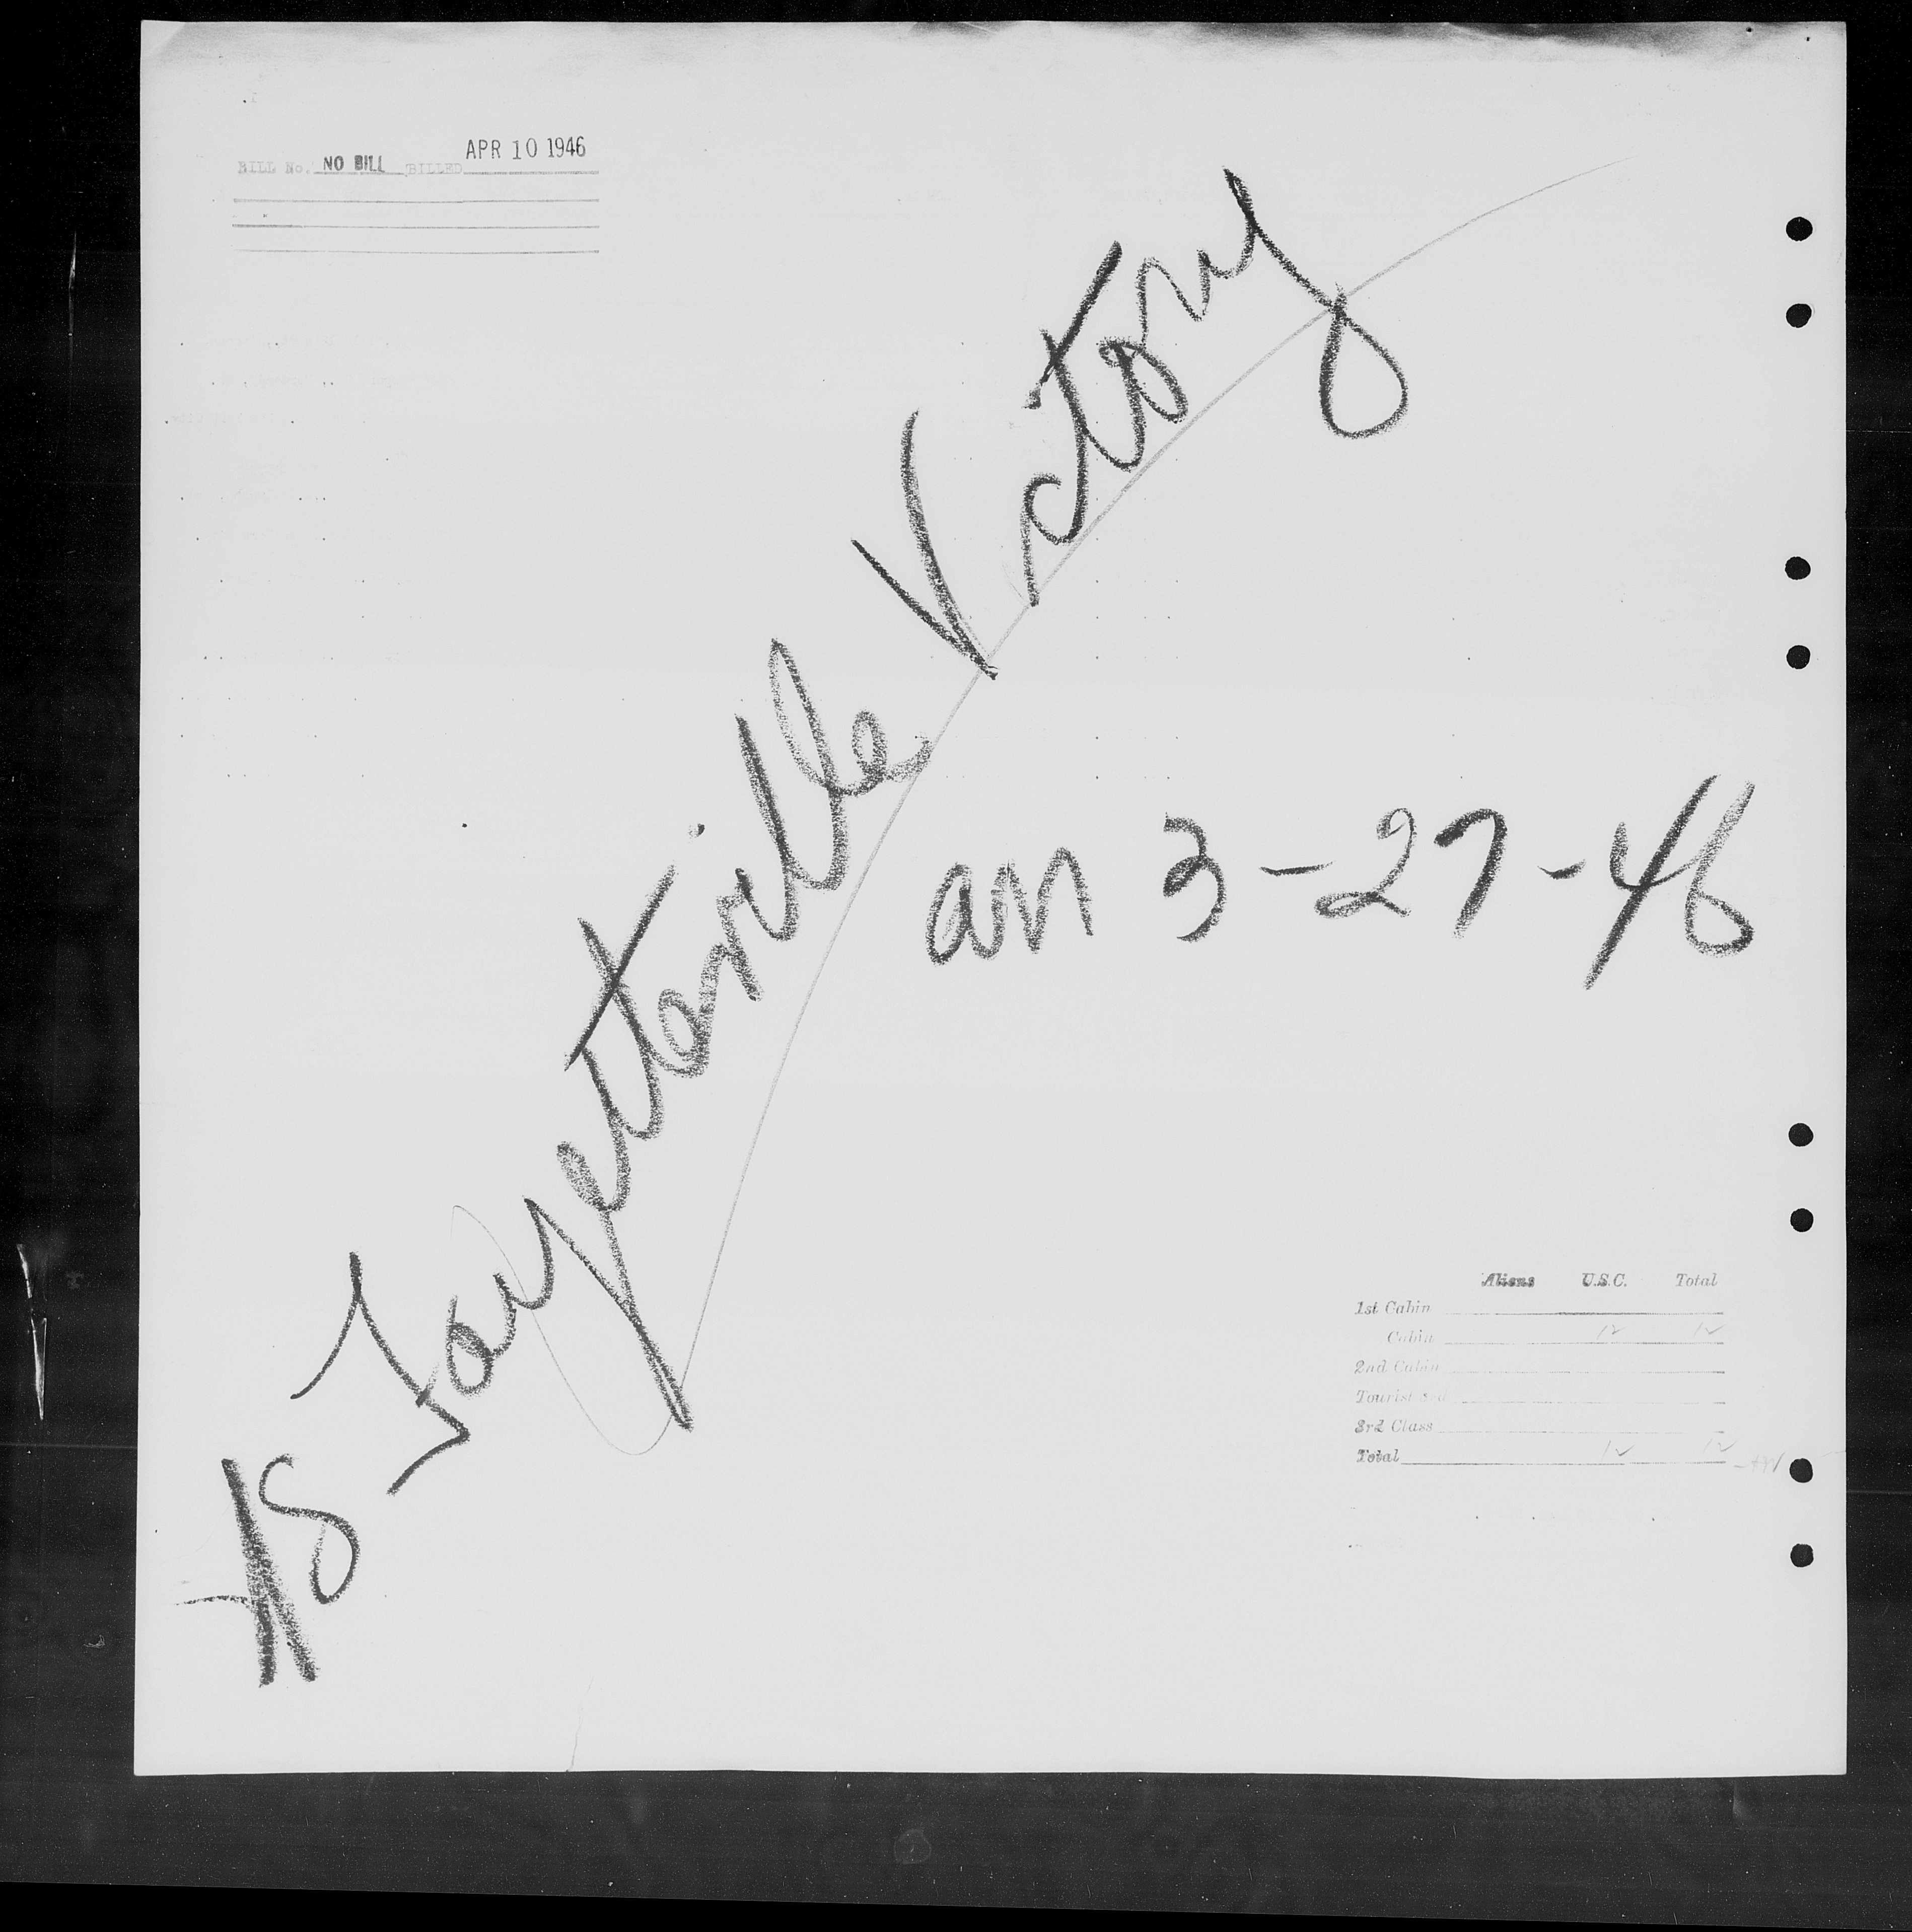 BILL No. NO BILL BILLED APR 10 1946
SS Fayetteville Victory
arr 3-27-46
Aliens U.S.C. Total
1st Cabin
Cabin 12 12
2nd Cabin
Tourist 3rd
3rd Class
Total 12 12